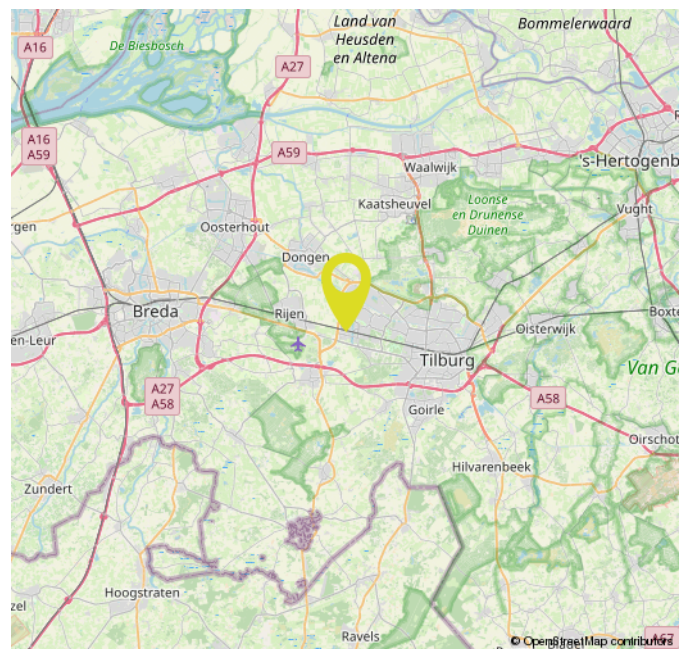 A16
De Biesbosch
Land van
Heusden
en Altena
Bommelerwaard
A27
A16
A59
A59
Waalwijk
's-Hertogenb
Kaatsheuvel
Loonse
en Drunense
Duinen
Vught
rgen
Oosterhout
Dongen
Breda
Rijen
Oisterwijk
Boxte
en-Leur
Tilburg
Van G
A27
A58
A58
Goirle
Oirschot
Hilvarenbeek
Zundert
Hoogstraten
zel
Ravels
A67
© OpenStreetMap contributors